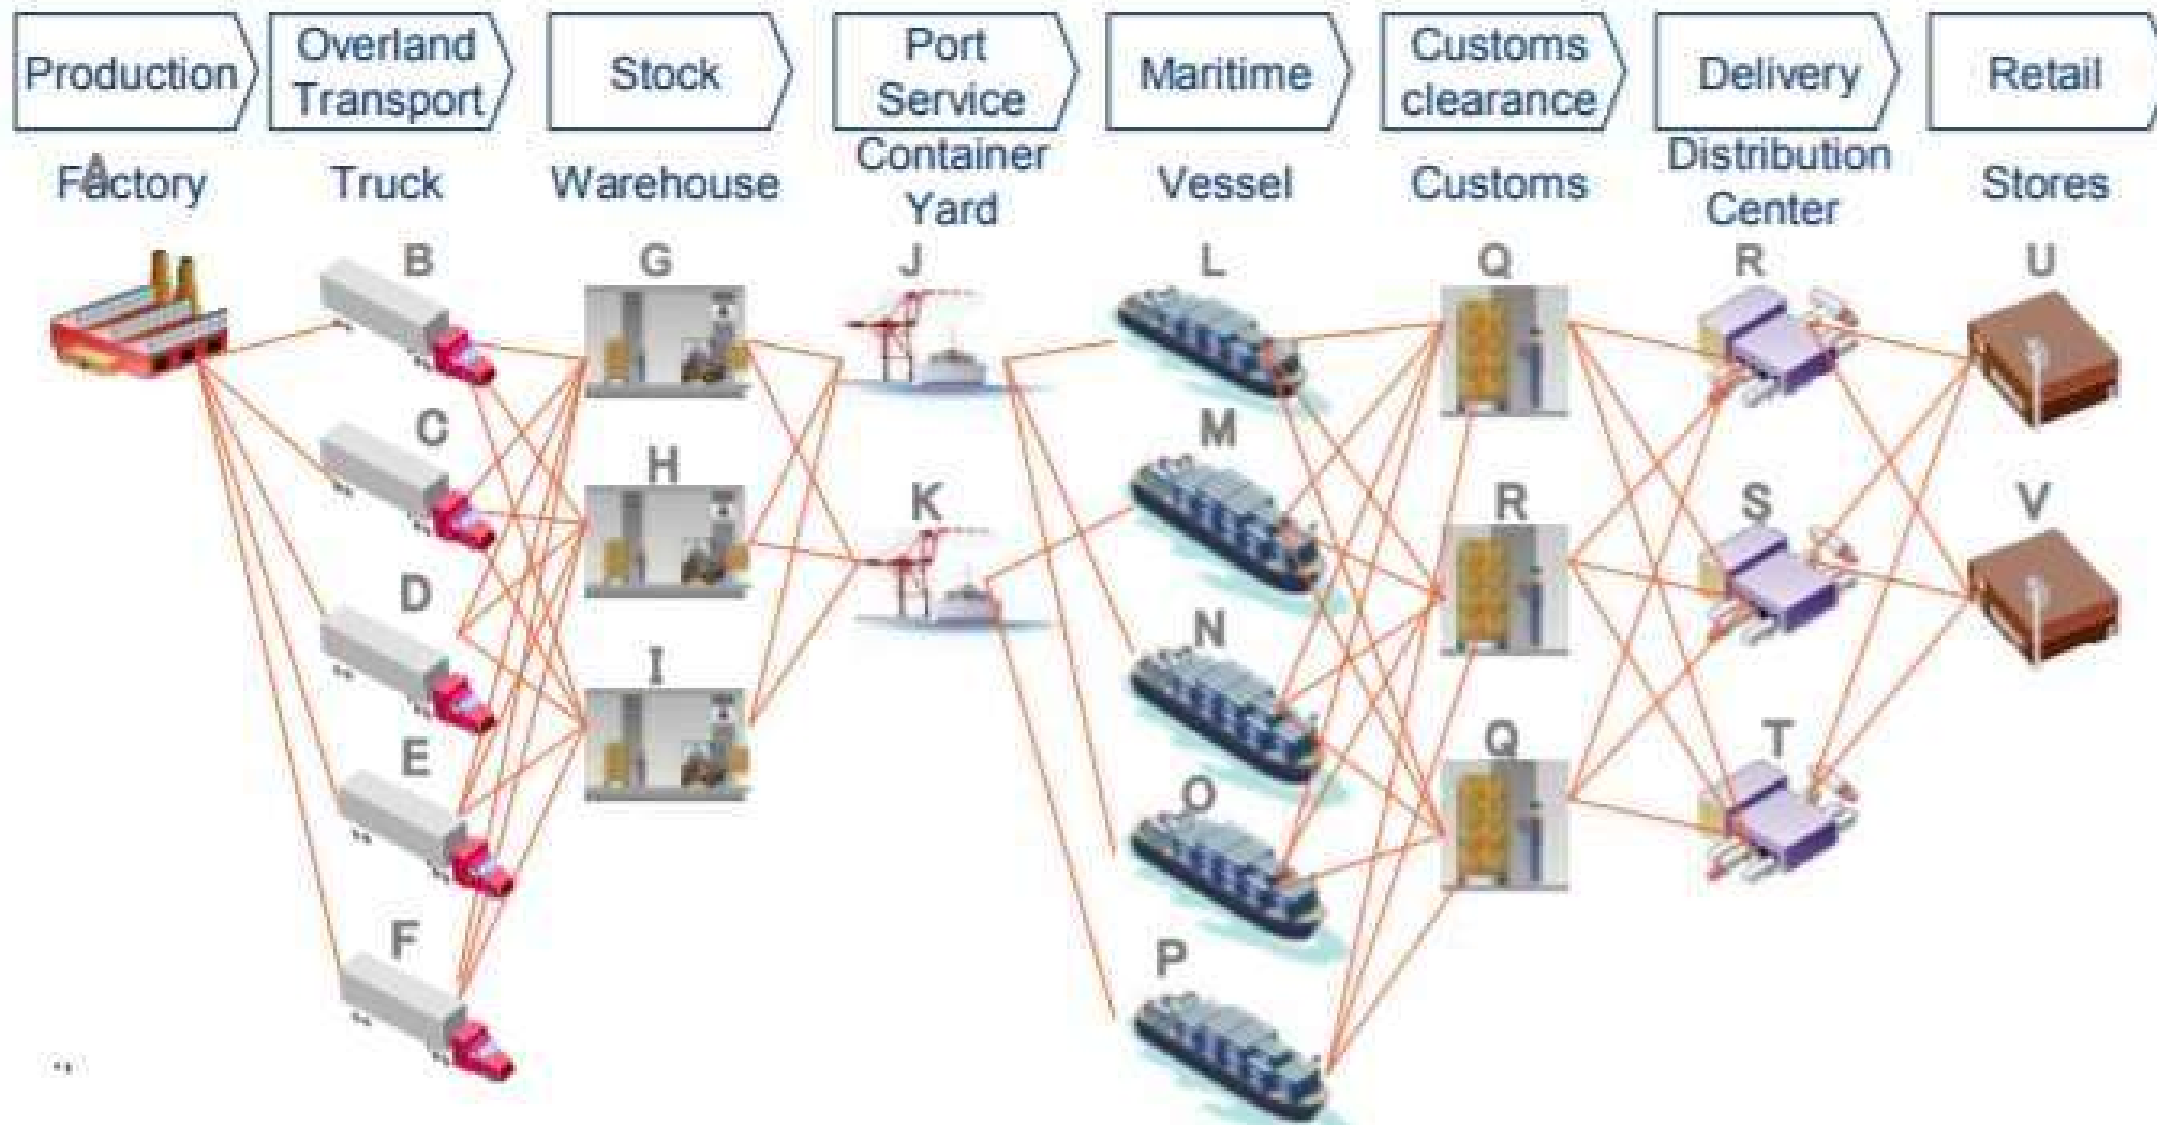 Production
Overland
Transport
Stock
Port
Service
Maritime
Customs
clearance
Delivery
Retail
Factory
A
Truck
Warehouse
Container
Yard
Vessel
Customs
Distribution
Center
Stores
B
G
J
L
Q
R
U
C
M
H
K
R
S
V
D
N
I
E
O
Q
T
F
P